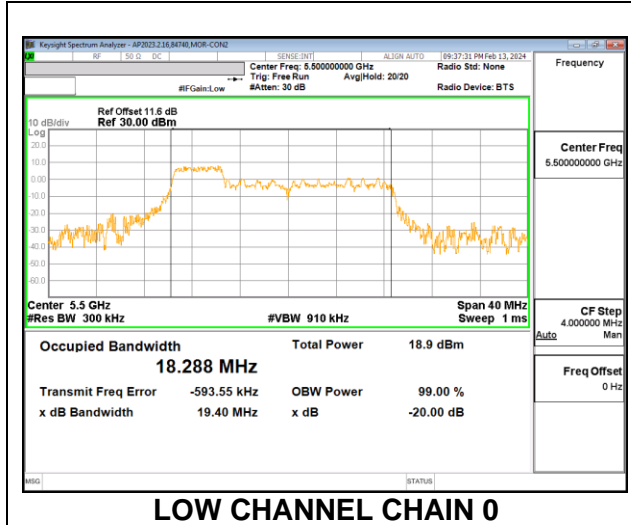 Keysight Spectrum Analyzer - AP2023.2.16,84740,MOR-CON2
RF 50 Ω DC SENSE:INT ALIGN AUTO 09:37:31 PM Feb 13, 2024
Center Freq: 5.500000000 GHz Radio Std: None
Trig: Free Run Avg|Hold: 20/20
#IFGain:Low #Atten: 30 dB Radio Device: BTS
Frequency
Ref Offset 11.6 dB
10 dB/div Ref 30.00 dBm
Log
20.0
10.0
0.00
-10.0
-20.0
-30.0
-40.0
-50.0
-60.0
Center 5.5 GHz Span 40 MHz
#Res BW 300 kHz #VBW 910 kHz Sweep 1 ms
Center Freq
5.500000000 GHz
CF Step
4.000000 MHz
Auto Man
Freq Offset
0 Hz
Occupied Bandwidth Total Power 18.9 dBm
18.288 MHz
Transmit Freq Error -593.55 kHz OBW Power 99.00 %
x dB Bandwidth 19.40 MHz x dB -20.00 dB
MSG STATUS
LOW CHANNEL CHAIN 0